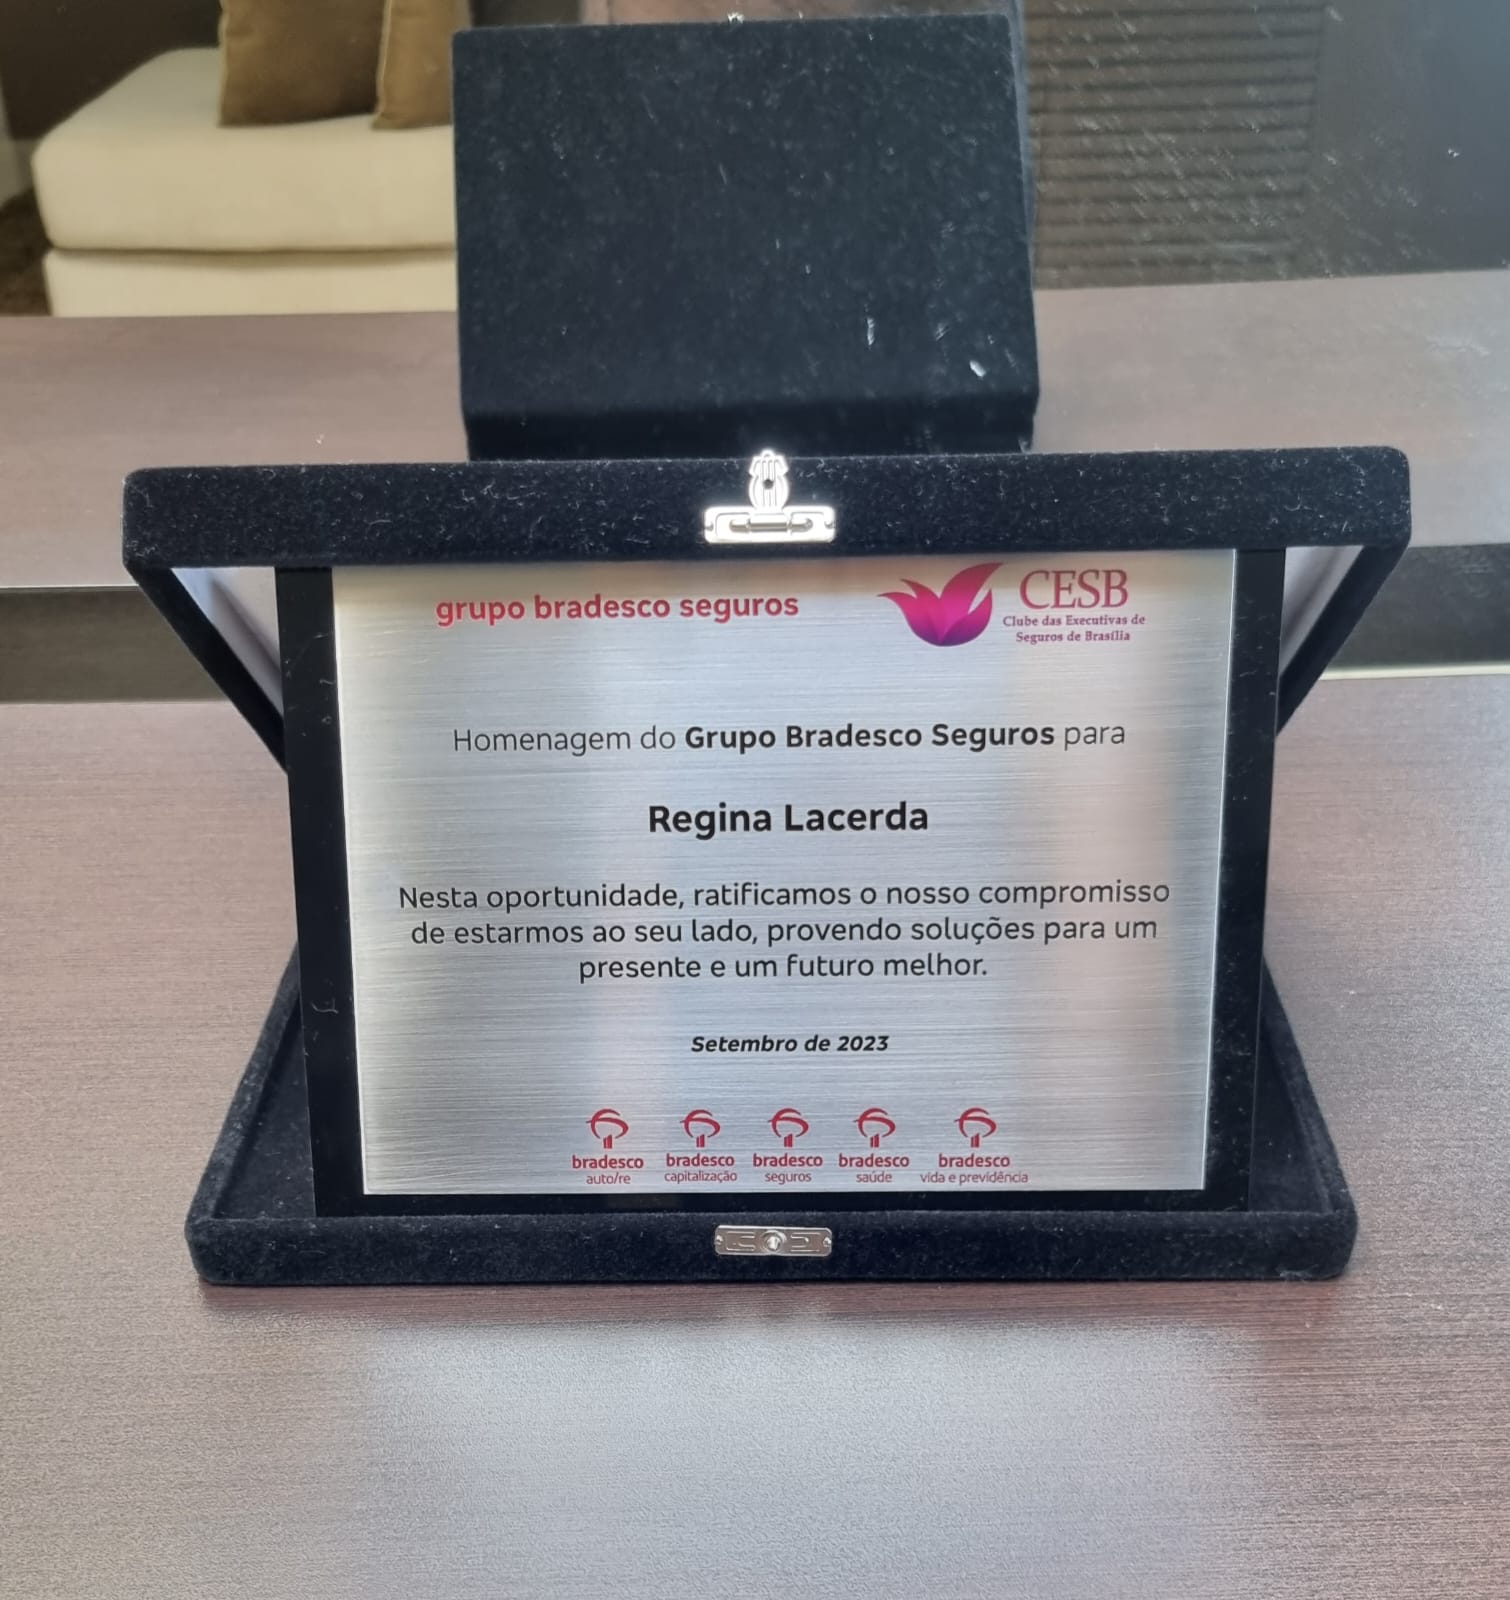 grupo bradesco seguros
CESB
Clube das Executivas de
Seguros de Brasília
Homenagem do Grupo Bradesco Seguros para
Regina Lacerda
Nesta oportunidade, ratificamos o nosso compromisso
de estarmos ao seu lado, provendo soluções para um
presente e um futuro melhor.
Setembro de 2023
bradesco bradesco bradesco bradesco bradesco
auto/re capitalização seguros saúde vida e previdência